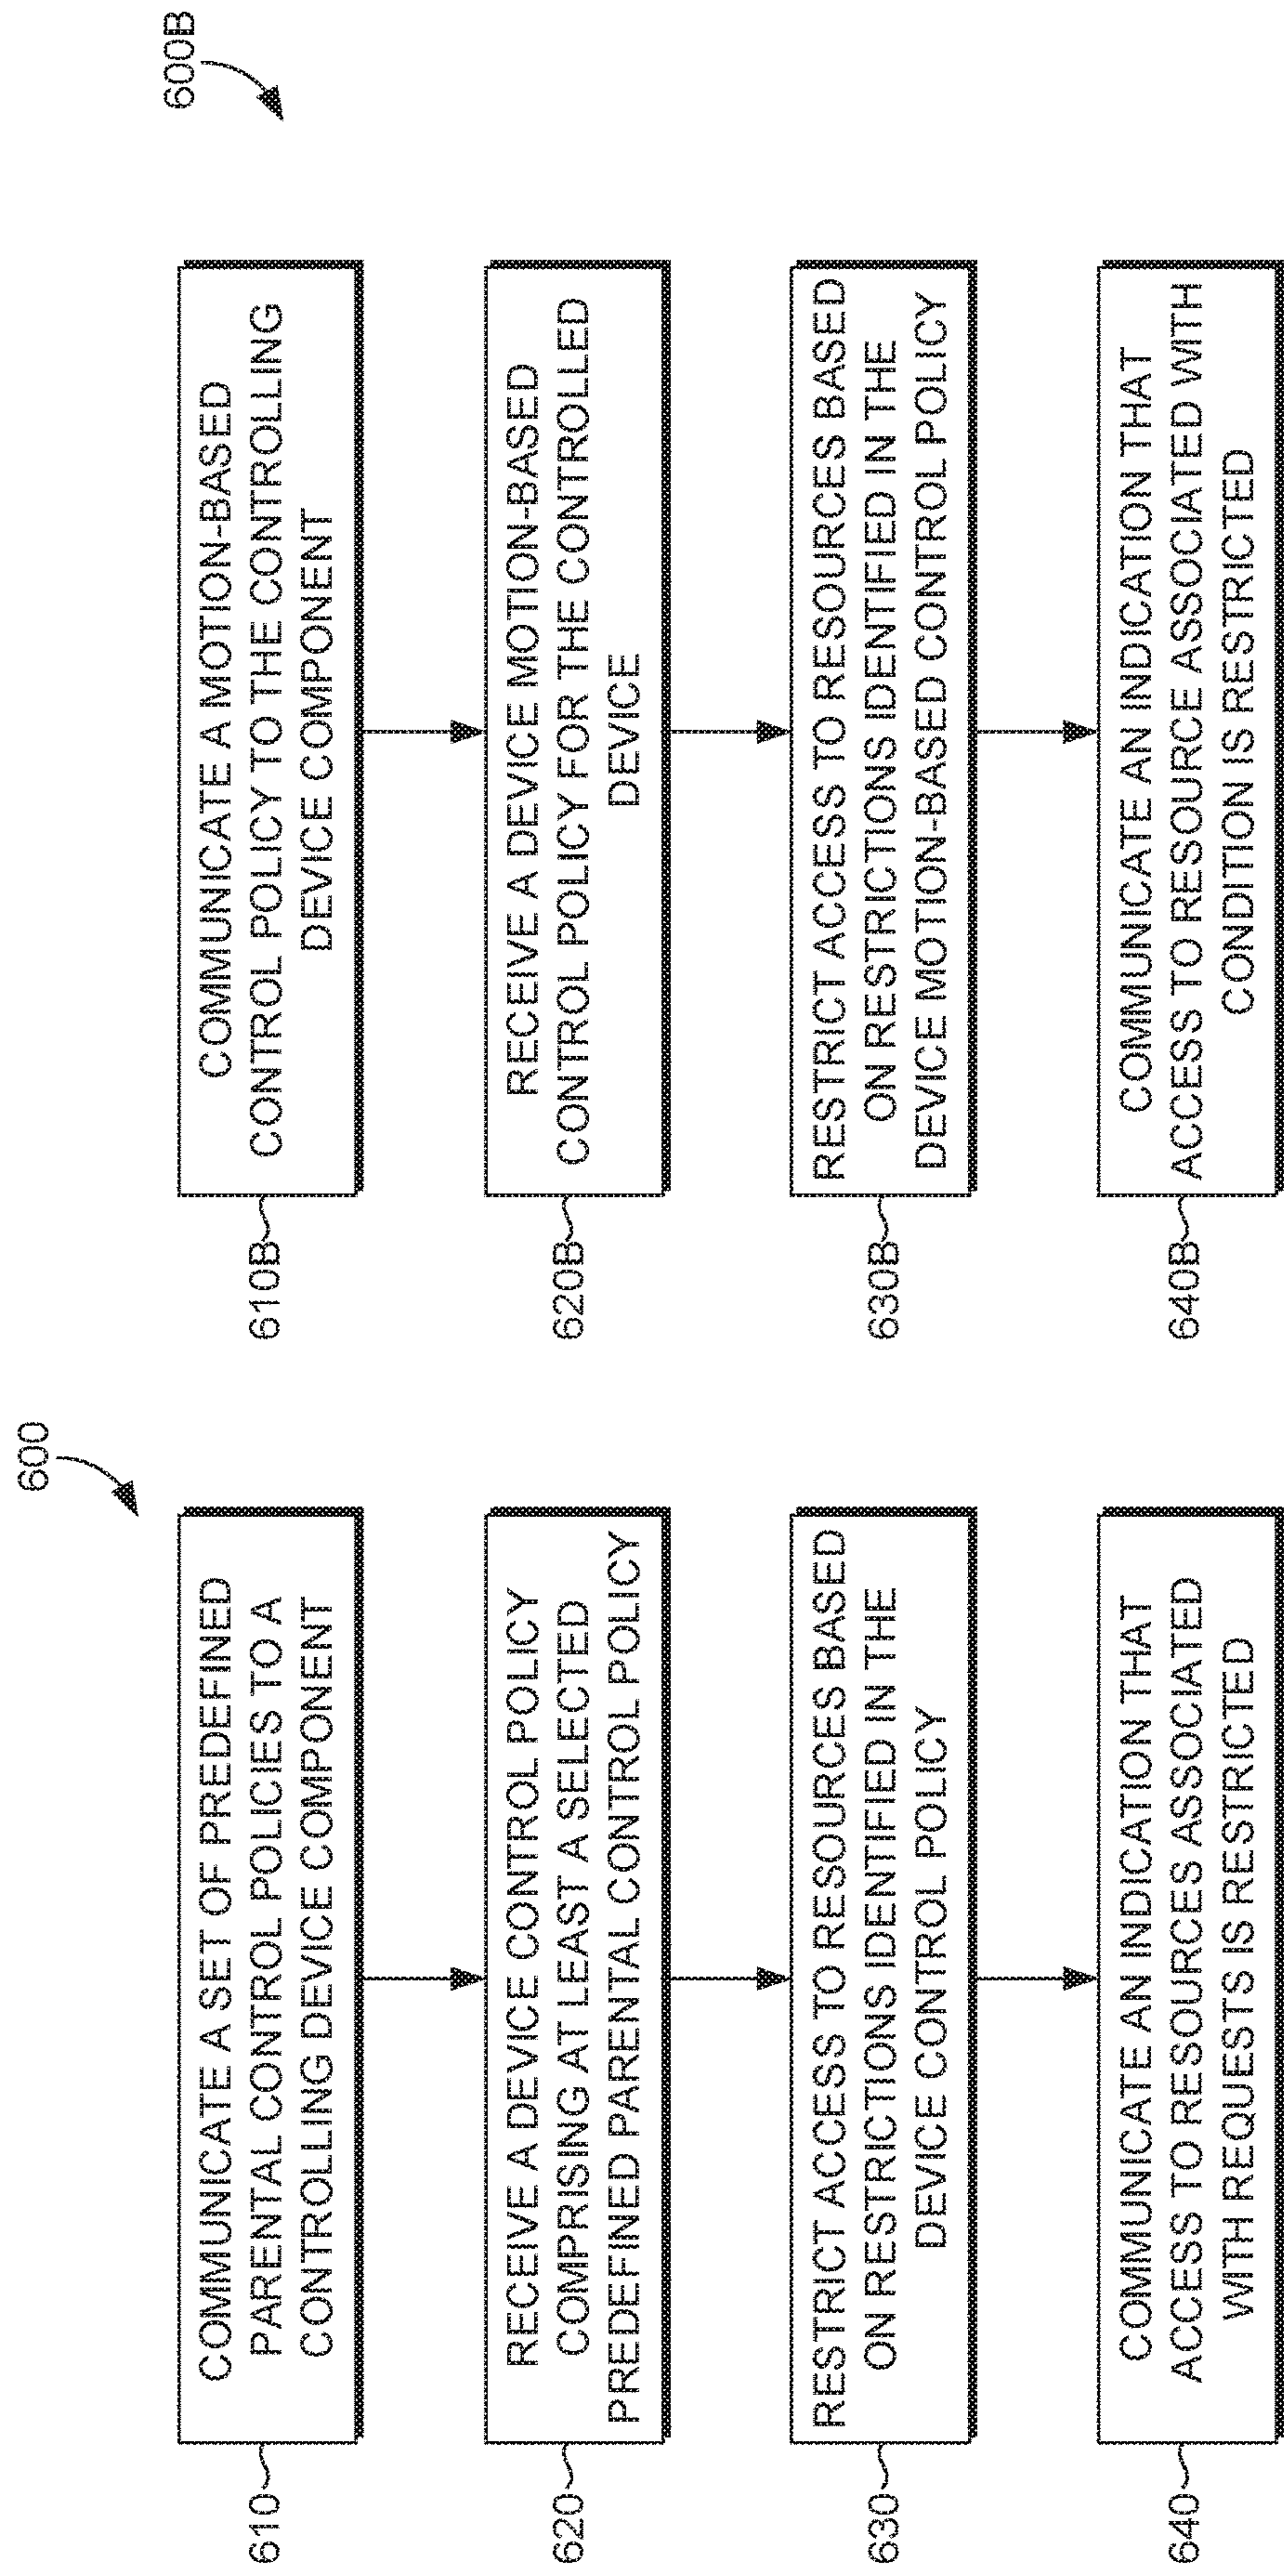 600
610
COMMUNICATE A SET OF PREDEFINED
PARENTAL CONTROL POLICIES TO A
CONTROLLING DEVICE COMPONENT
620
RECEIVE A DEVICE CONTROL POLICY
COMPRISING AT LEAST A SELECTED
PREDEFINED PARENTAL CONTROL POLICY
630
RESTRICT ACCESS TO RESOURCES BASED
ON RESTRICTIONS IDENTIFIED IN THE
DEVICE CONTROL POLICY
640
COMMUNICATE AN INDICATION THAT
ACCESS TO RESOURCES ASSOCIATED
WITH REQUESTS IS RESTRICTED
600B
610B
COMMUNICATE A MOTION-BASED
CONTROL POLICY TO THE CONTROLLING
DEVICE COMPONENT
620B
RECEIVE A DEVICE MOTION-BASED
CONTROL POLICY FOR THE CONTROLLED
DEVICE
630B
RESTRICT ACCESS TO RESOURCES BASED
ON RESTRICTIONS IDENTIFIED IN THE
DEVICE MOTION-BASED CONTROL POLICY
640B
COMMUNICATE AN INDICATION THAT
ACCESS TO RESOURCE ASSOCIATED WITH
CONDITION IS RESTRICTED